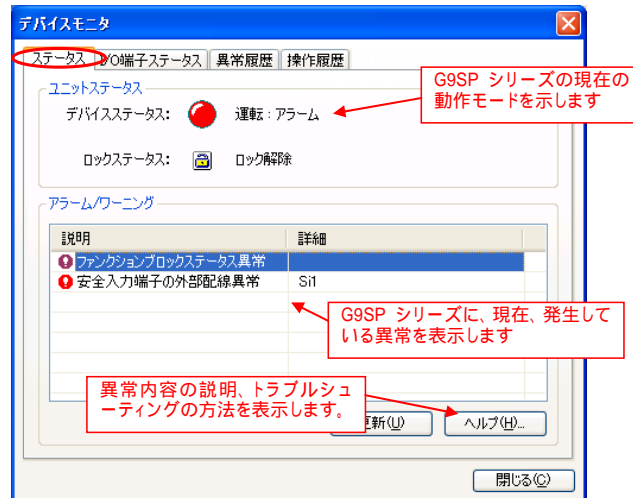 デバイスモニタ
ステータス I/O端子ステータス 異常履歴 操作履歴
ユニットステータス
G9SP シリーズの現在の
動作モードを示します
デバイスステータス: 運転:アラーム
ロックステータス: ロック解除
アラーム/ワーニング
説明 詳細
ファンクションブロックステータス異常
安全入力端子の外部配線異常 Si1
G9SP シリーズに、現在、発生して
いる異常を表示します
異常内容の説明、トラブルシュ
ーティングの方法を表示します。
更新(U) ヘルプ(H)...
閉じる(C)